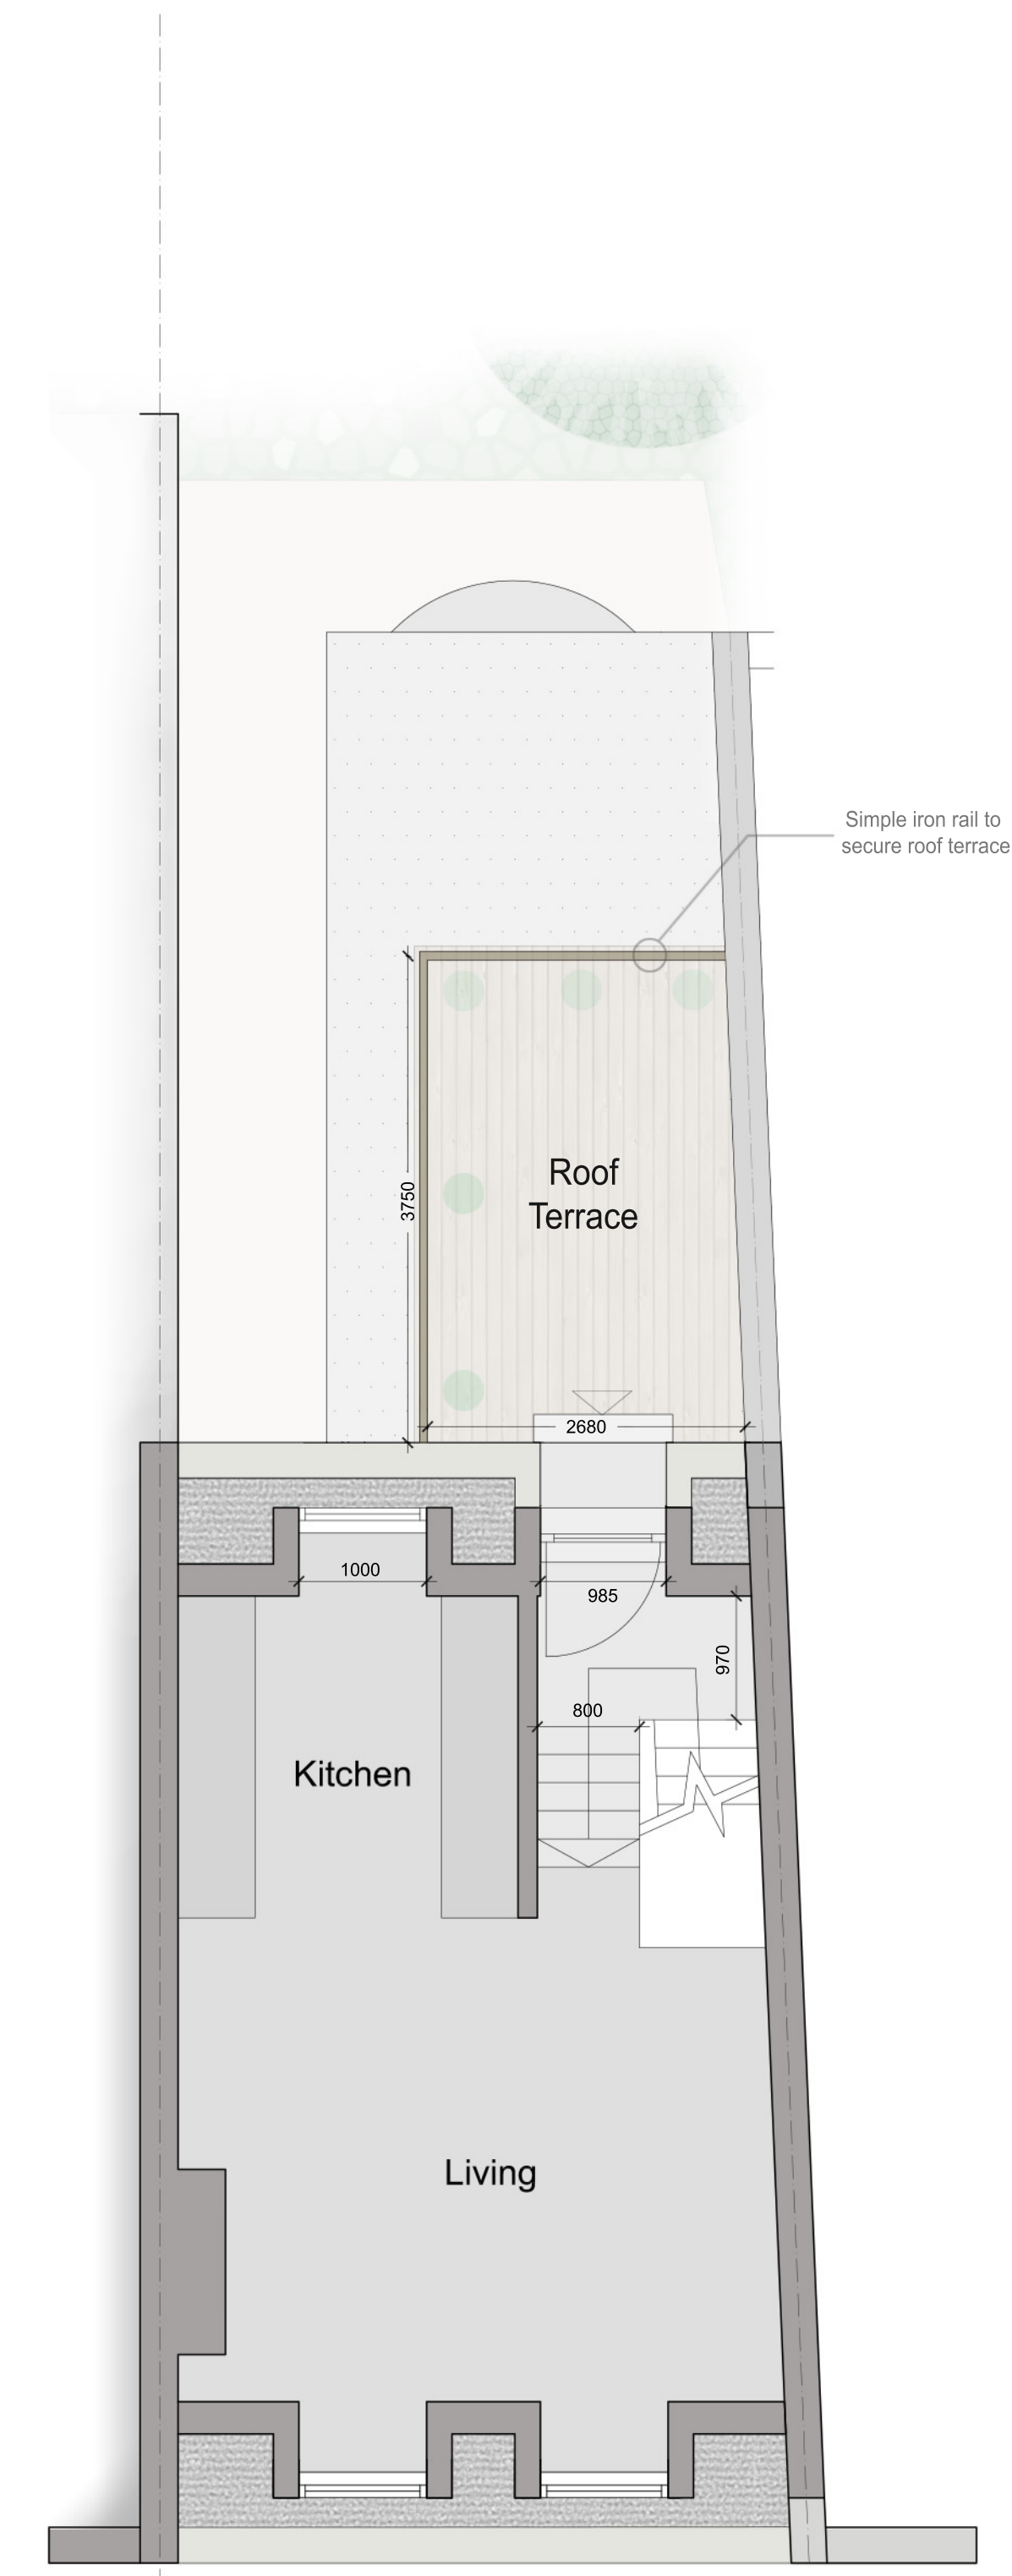 Simple iron rail to
secure roof terrace
Roof
Terrace
3750
2680
1000
985
970
800
Kitchen
Living